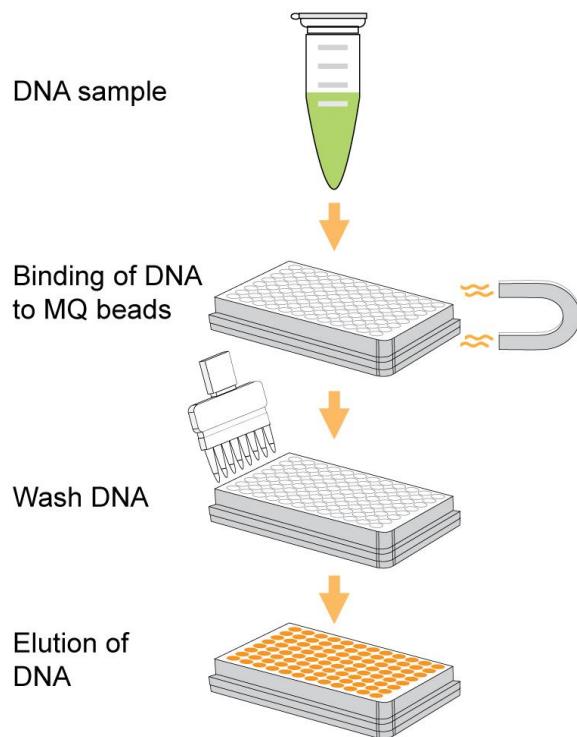 DNA sample
Binding of DNA
to MQ beads
Wash DNA
Elution of
DNA